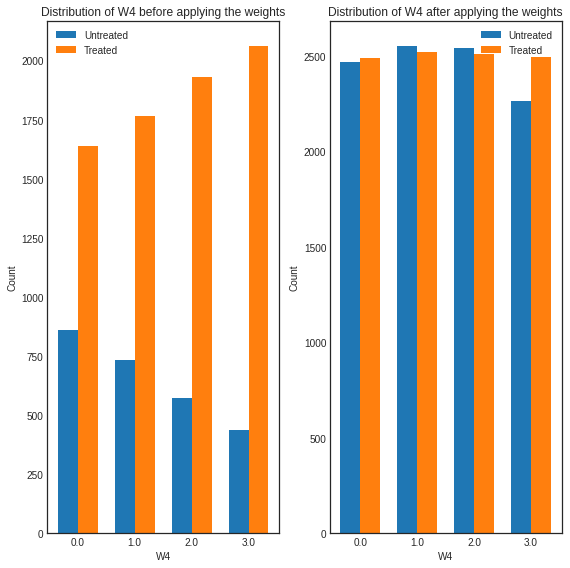 Distribution of W4 before applying the weights
Untreated
Treated
2000
1750
1500
1250
1000
750
500
250
0
Count
0.0 1.0 2.0 3.0
W4
Distribution of W4 after applying the weights
Untreated
Treated
2500
2000
1500
1000
500
0
Count
0.0 1.0 2.0 3.0
W4